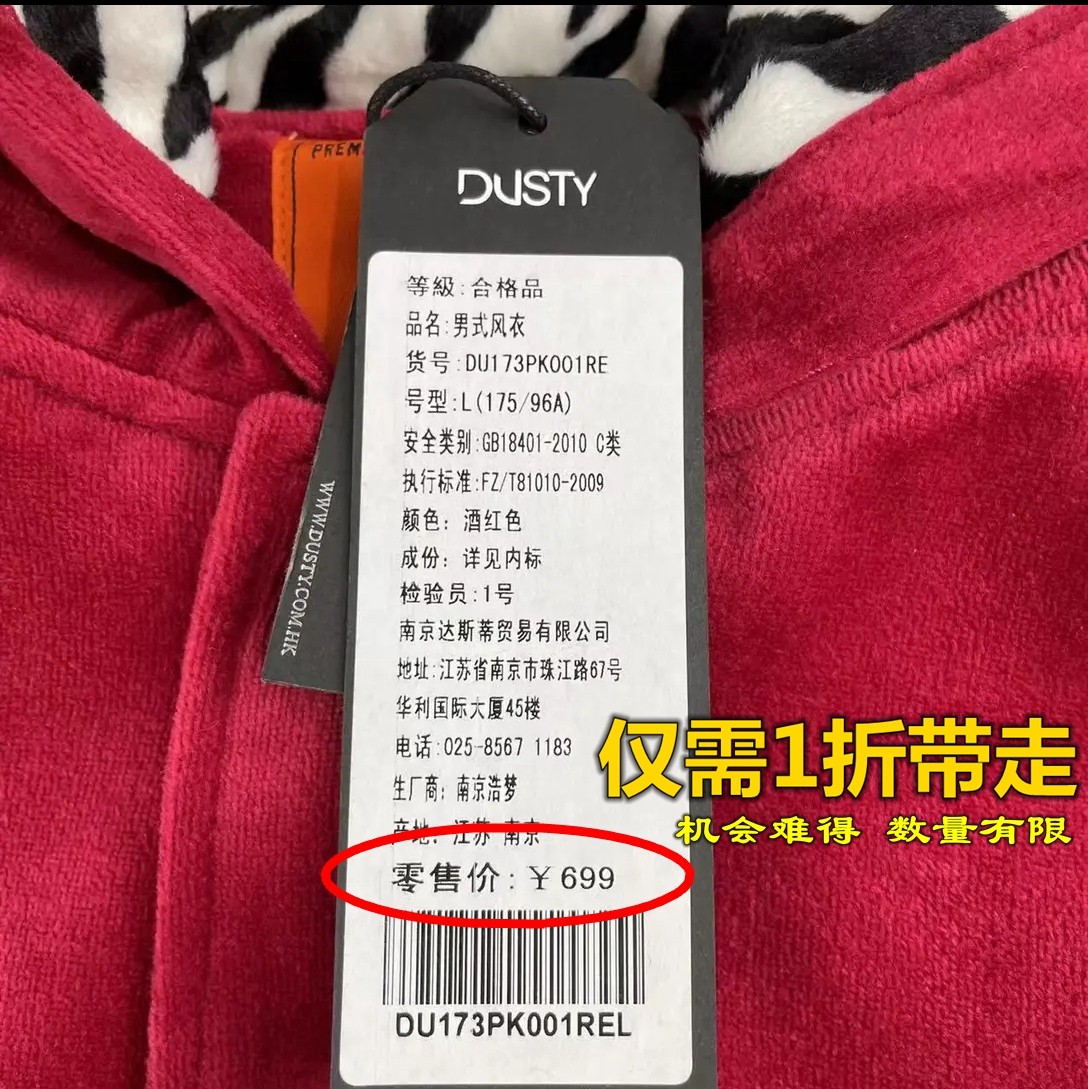 PREM
DUSTY
等級:合格品
品名:男式风衣
货号:DU173PK001RE
号型:L(175/96A)
安全类别:GB18401-2010 C类
执行标准:FZ/T81010-2009
颜色：酒红色
成份：详见内标
检验员:1号
南京达斯蒂贸易有限公司
地址:江苏省南京市珠江路67号
华利国际大厦45楼
电话:025-8567 1183
生厂商：南京浩梦
产地：江苏 南京
零售价:￥699
DU173PK001REL
WWW.DUSTY.COM.HK
仅需1折带走
机会难得 数量有限